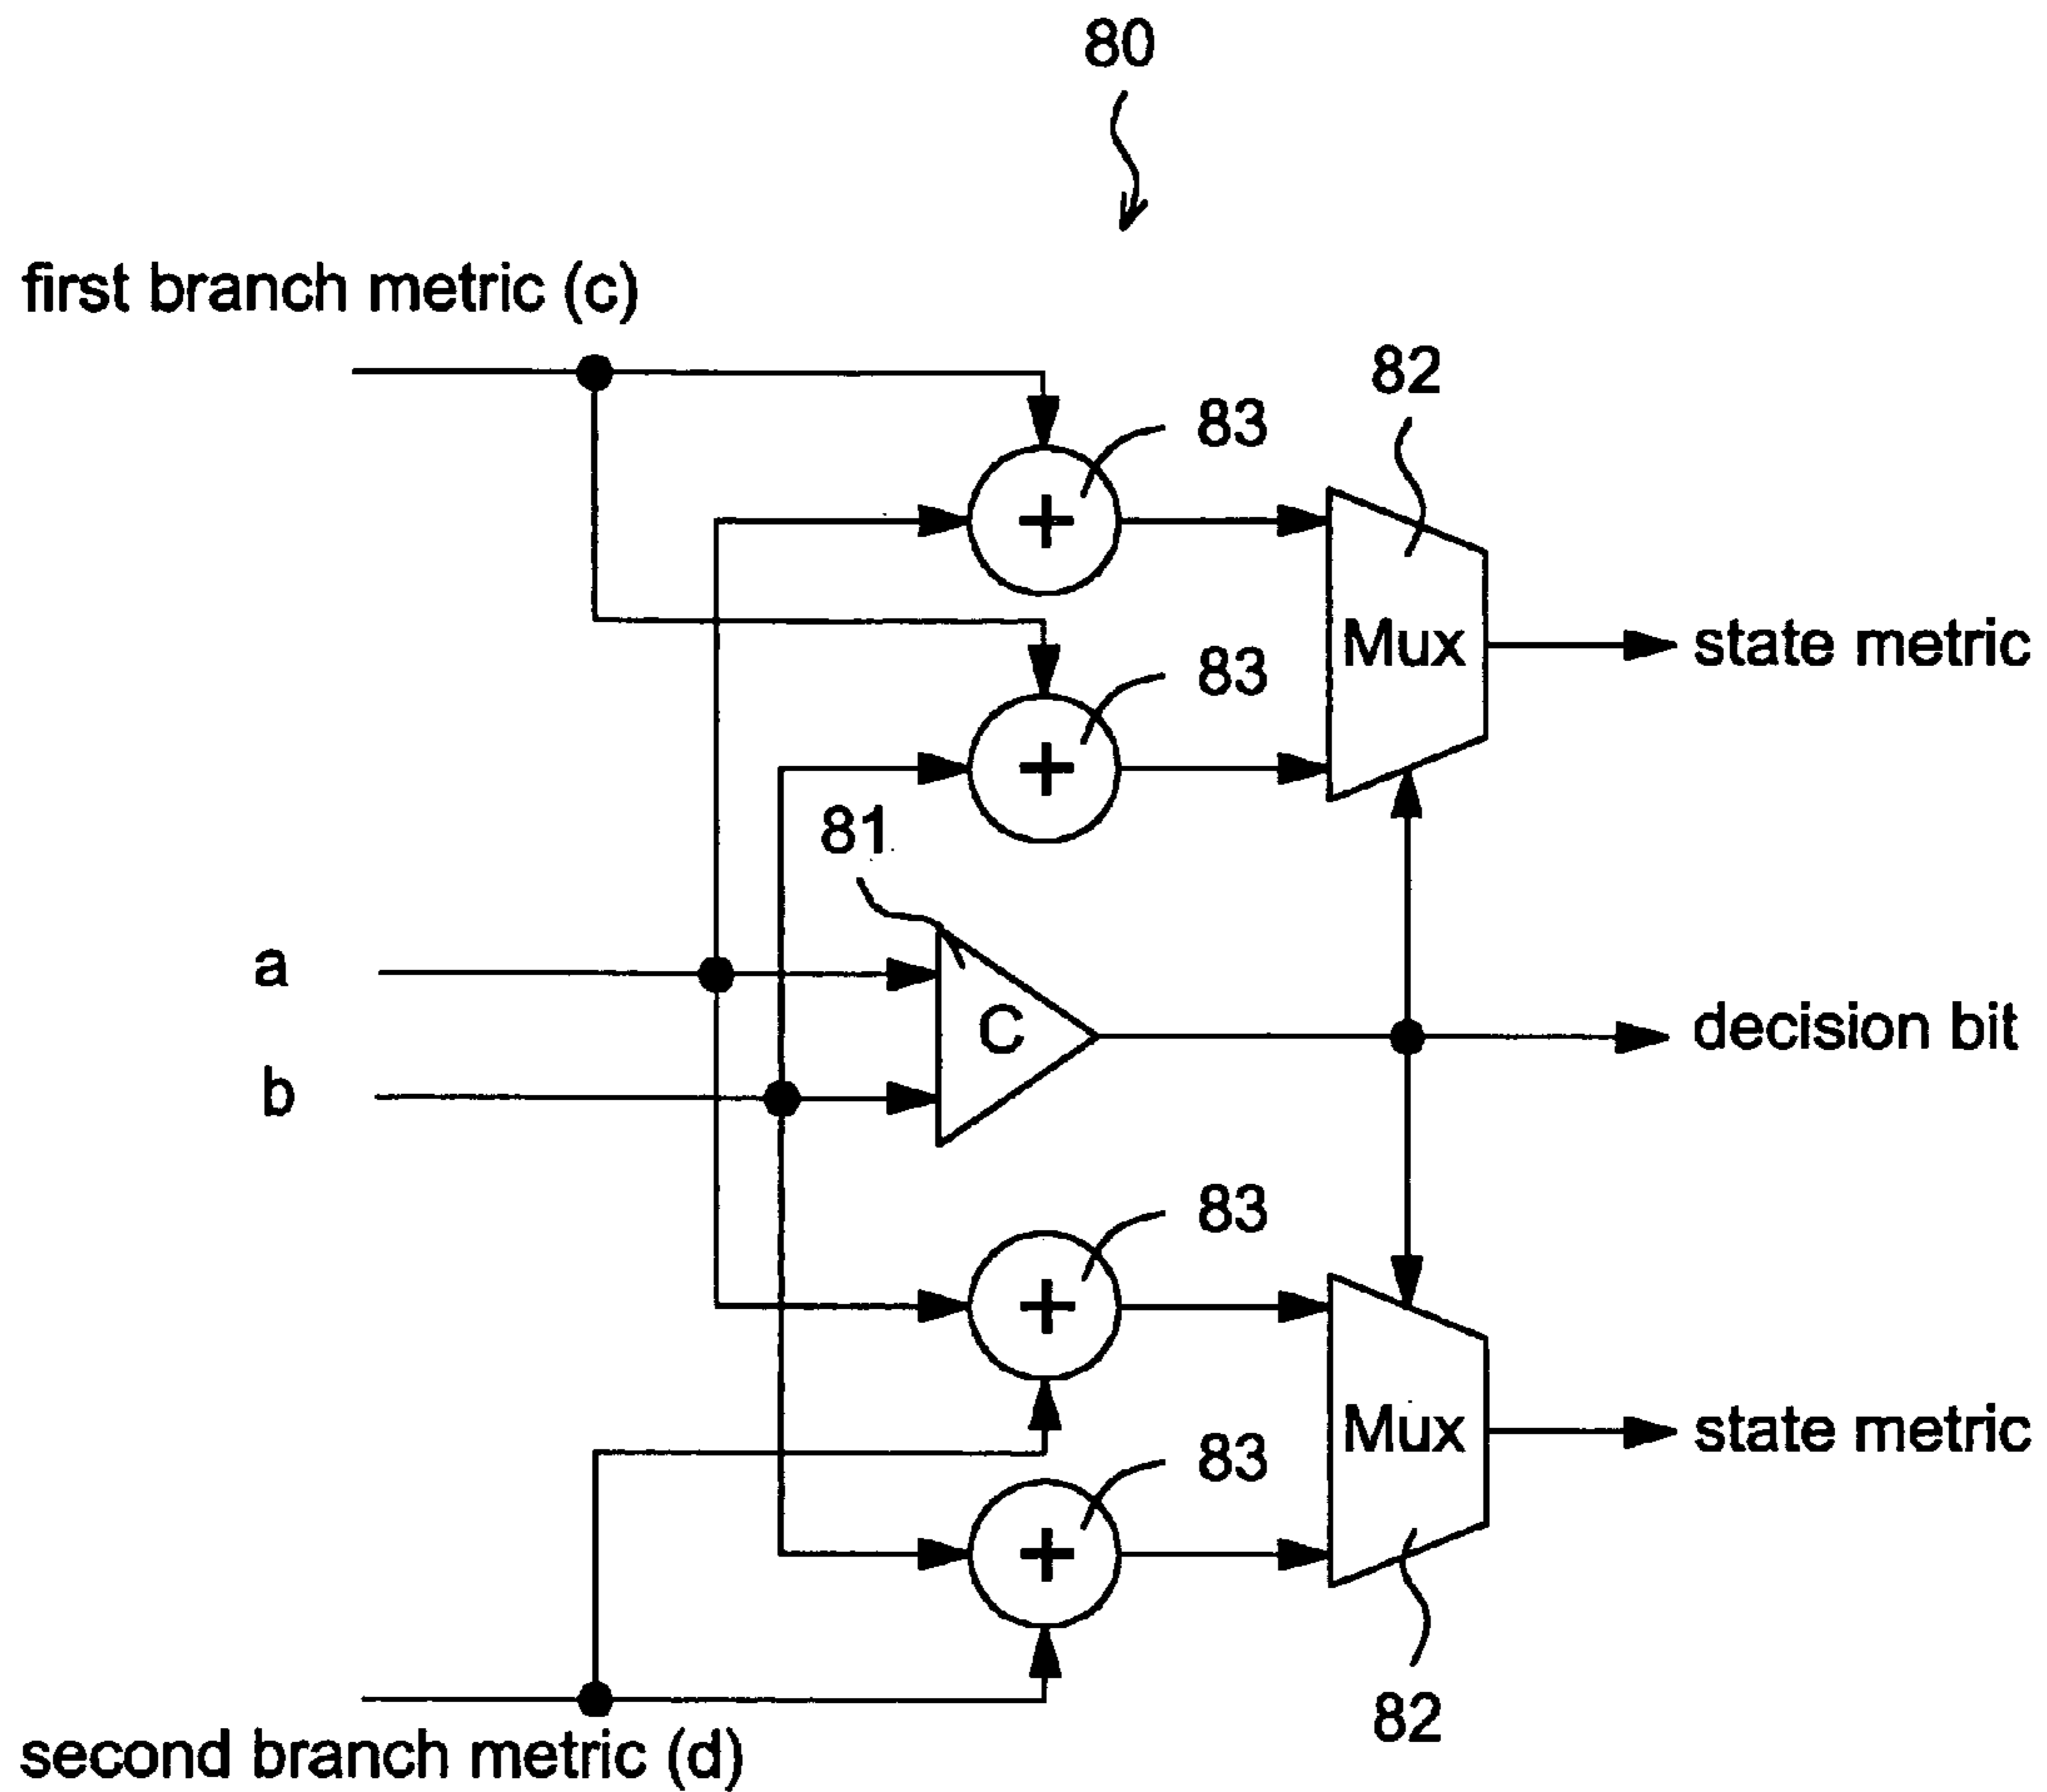 80
first branch metric (c)
82
83
+
Mux
state metric
83
+
81
a
C
decision bit
b
83
+
Mux
state metric
83
+
82
second branch metric (d)